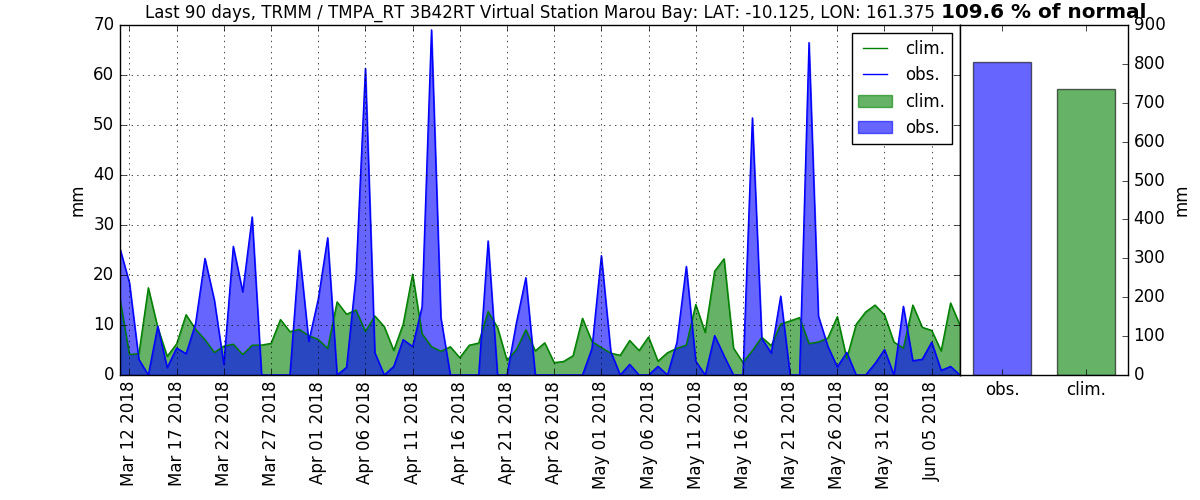 Last 90 days, TRMM / TMPA_RT 3B42RT Virtual Station Marou Bay: LAT: -10.125, LON: 161.375 109.6 % of normal
70
60
50
40
30
20
10
0
mm
clim.
obs.
clim.
obs.
Mar 12 2018
Mar 17 2018
Mar 22 2018
Mar 27 2018
Apr 01 2018
Apr 06 2018
Apr 11 2018
Apr 16 2018
Apr 21 2018
Apr 26 2018
May 01 2018
May 06 2018
May 11 2018
May 16 2018
May 21 2018
May 26 2018
May 31 2018
Jun 05 2018
900
800
700
600
500
400
300
200
100
0
mm
obs.
clim.